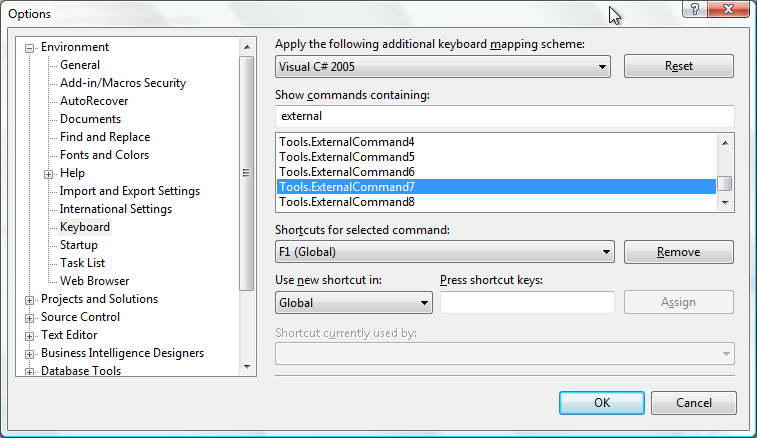 Options
Environment
General
Add-in/Macros Security
AutoRecover
Documents
Find and Replace
Fonts and Colors
Help
Import and Export Settings
International Settings
Keyboard
Startup
Task List
Web Browser
Projects and Solutions
Source Control
Text Editor
Business Intelligence Designers
Database Tools
Apply the following additional keyboard mapping scheme:
Visual C# 2005
Reset
Show commands containing:
external
Tools.ExternalCommand4
Tools.ExternalCommand5
Tools.ExternalCommand6
Tools.ExternalCommand7
Tools.ExternalCommand8
Shortcuts for selected command:
F1 (Global)
Remove
Use new shortcut in:
Press shortcut keys:
Global
Assign
Shortcut currently used by:
OK
Cancel